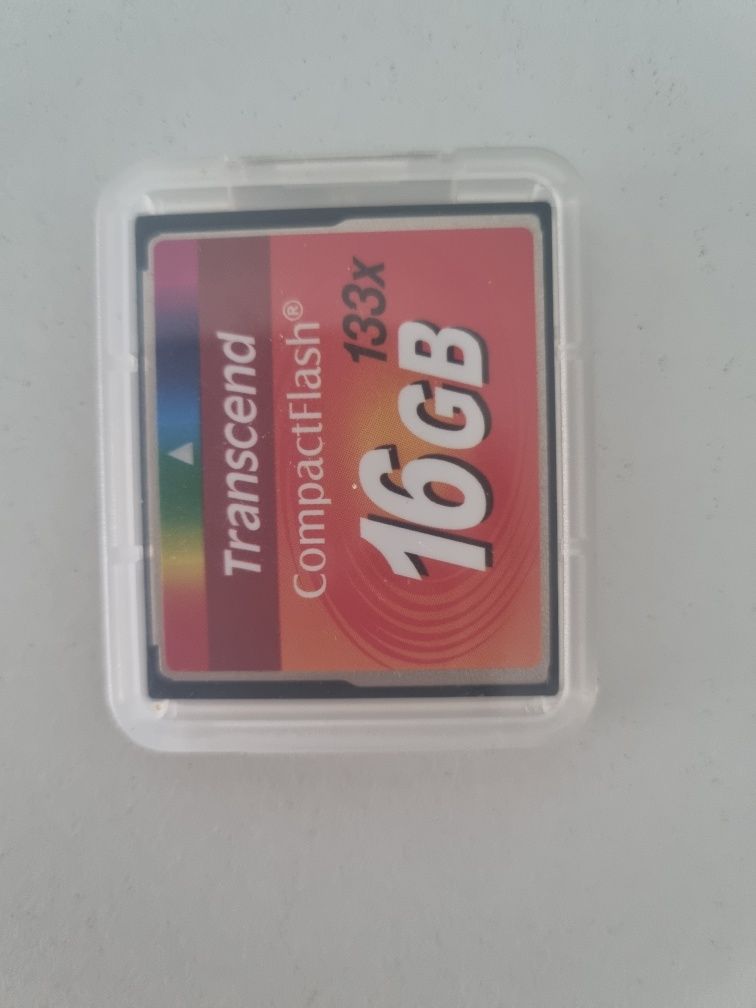 Transcend
CompactFlash®
133x
16GB